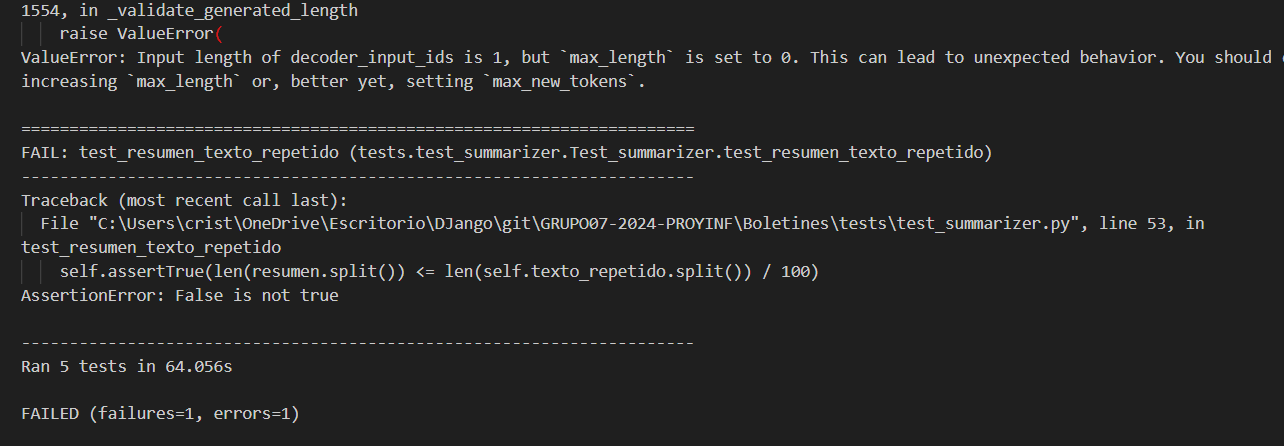 1554, in _validate_generated_length
raise ValueError(
ValueError: Input length of decoder_input_ids is 1, but `max_length` is set to 0. This can lead to unexpected behavior. You should
increasing `max_length` or, better yet, setting `max_new_tokens`.
======================================================================
FAIL: test_resumen_texto_repetido (tests.test_summarizer.Test_summarizer.test_resumen_texto_repetido)
----------------------------------------------------------------------
Traceback (most recent call last):
File "C:\Users\crist\OneDrive\Escritorio\DJango\git\GRUPO07-2024-PROYINF\Boletines\tests\test_summarizer.py", line 53, in
test_resumen_texto_repetido
self.assertTrue(len(resumen.split()) <= len(self.texto_repetido.split()) / 100)
AssertionError: False is not true
----------------------------------------------------------------------
Ran 5 tests in 64.056s
FAILED (failures=1, errors=1)